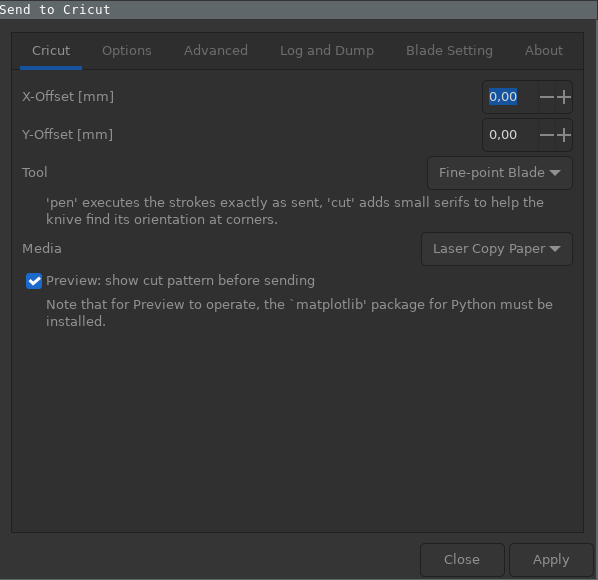 Send to Cricut
Cricut Options Advanced Log and Dump Blade Setting About
X-Offset [mm] 0,00
Y-Offset [mm] 0,00
Tool Fine-point Blade
'pen' executes the strokes exactly as sent, 'cut' adds small serifs to help the
knive find its orientation at corners.
Media Laser Copy Paper
Preview: show cut pattern before sending
Note that for Preview to operate, the `matplotlib' package for Python must be
installed.
Close Apply